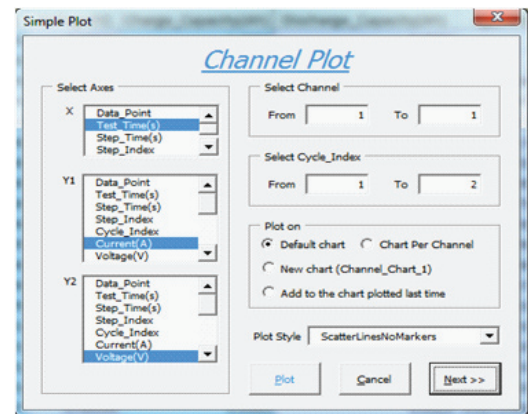 Simple Plot
Channel Plot
Select Axes
X
Data_Point
Test_Time(s)
Step_Time(s)
Step_Index
Y1
Data_Point
Test_Time(s)
Step_Time(s)
Step_Index
Cycle_Index
Current(A)
Voltage(V)
Y2
Data_Point
Test_Time(s)
Step_Time(s)
Step_Index
Cycle_Index
Current(A)
Voltage(V)
Select Channel
From 1 To 1
Select Cycle_Index
From 1 To 2
Plot on
Default chart Chart Per Channel
New chart (Channel_Chart_1)
Add to the chart plotted last time
Plot Style ScatterLinesNoMarkers
Plot Cancel Next >>